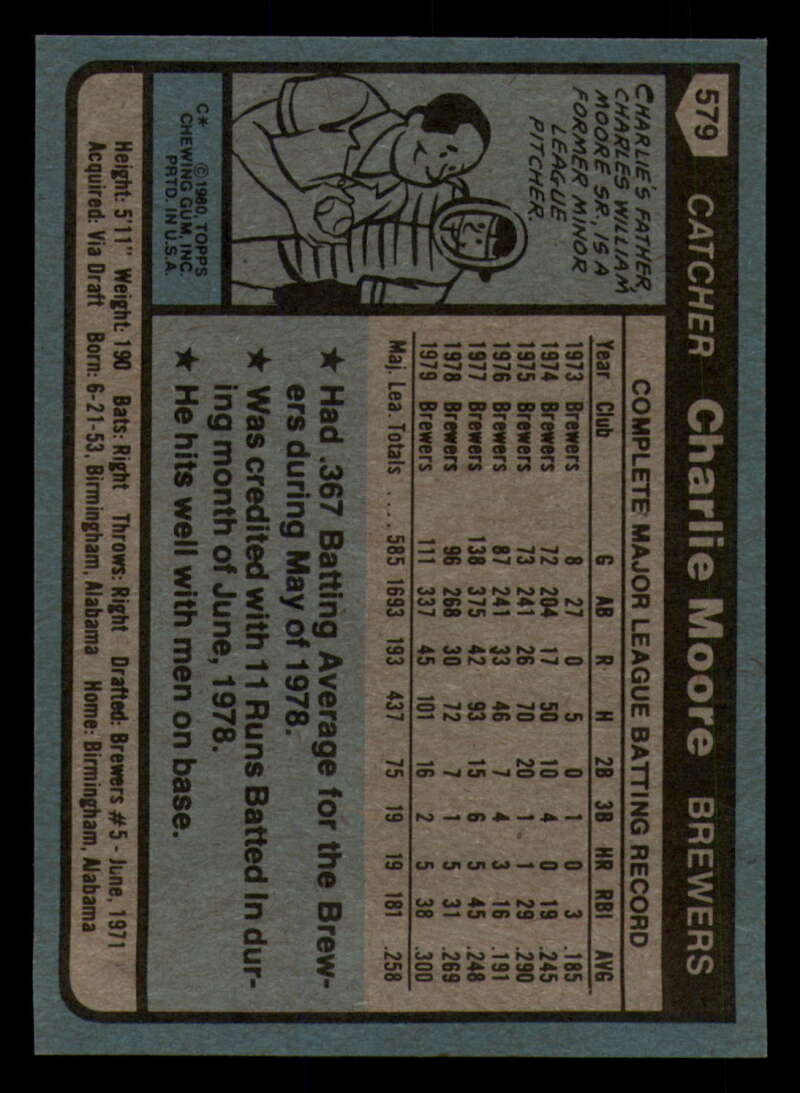 579 CATCHER Charlie Moore BREWERS
CHARLIE'S FATHER,
CHARLES WILLIAM
MOORE SR., IS A
FORMER MINOR
LEAGUE
PITCHER.
C* ©1980, TOPPS
CHEWING GUM, INC.
PRTD. IN U.S.A.
COMPLETE MAJOR LEAGUE BATTING RECORD
Year Club G AB R H 2B 3B HR RBI AVG
1973 Brewers 8 27 0 5 0 1 0 3 .185
1974 Brewers 72 204 17 50 10 4 0 19 .245
1975 Brewers 73 241 26 70 20 1 1 29 .290
1976 Brewers 87 241 33 46 7 4 3 16 .191
1977 Brewers 138 375 42 93 15 6 5 45 .248
1978 Brewers 96 268 30 72 7 1 5 31 .269
1979 Brewers 111 337 45 101 16 2 5 38 .300
Maj. Lea. Totals .... 585 1693 193 437 75 19 19 181 .258
★ Had .367 Batting Average for the Brew-
ers during May of 1978.
★ Was credited with 11 Runs Batted In dur-
ing month of June, 1978.
★ He hits well with men on base.
Height: 5'11" Weight: 190 Bats: Right Throws: Right Drafted: Brewers #5 - June, 1971
Acquired: Via Draft Born: 6-21-53, Birmingham, Alabama Home: Birmingham, Alabama